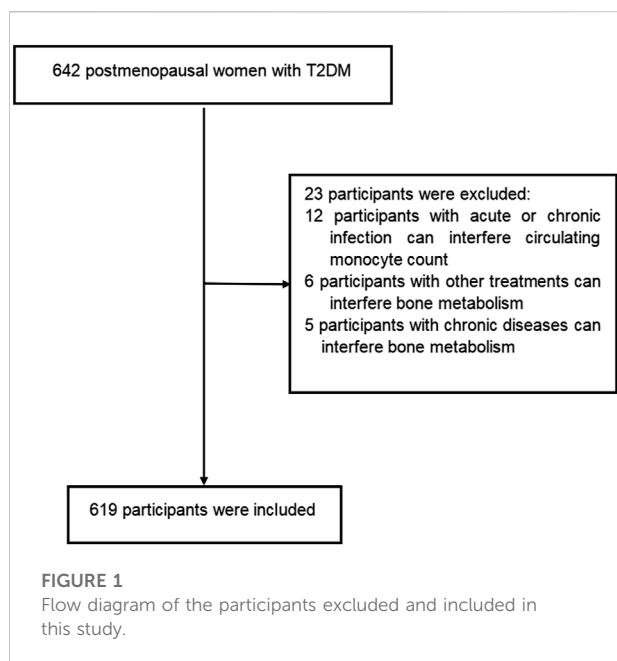 642 postmenopausal women with T2DM
23 participants were excluded:
12 participants with acute or chronic
infection can interfere circulating
monocyte count
6 participants with other treatments can
interfere bone metabolism
5 participants with chronic diseases can
interfere bone metabolism
619 participants were included
FIGURE 1
Flow diagram of the participants excluded and included in
this study.